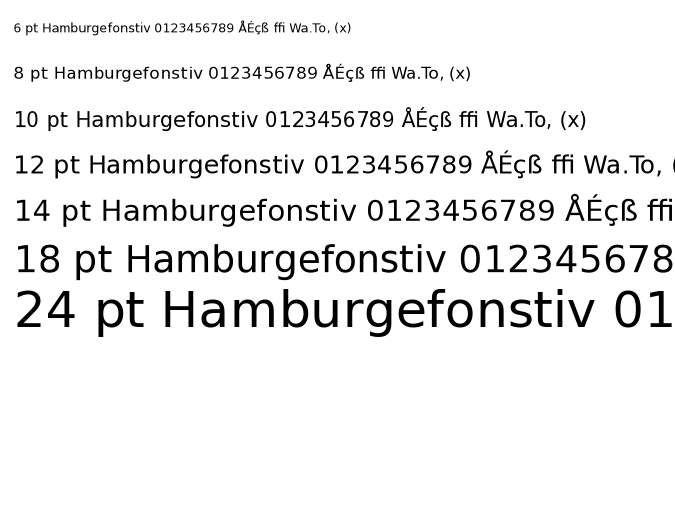 6 pt Hamburgefonstiv 0123456789 ÅÉçß ffi Wa.To, (x)
8 pt Hamburgefonstiv 0123456789 ÅÉçß ffi Wa.To, (x)
10 pt Hamburgefonstiv 0123456789 ÅÉçß ffi Wa.To, (x)
12 pt Hamburgefonstiv 0123456789 ÅÉçß ffi Wa.To, (
14 pt Hamburgefonstiv 0123456789 ÅÉçß ffi
18 pt Hamburgefonstiv 012345678
24 pt Hamburgefonstiv 01